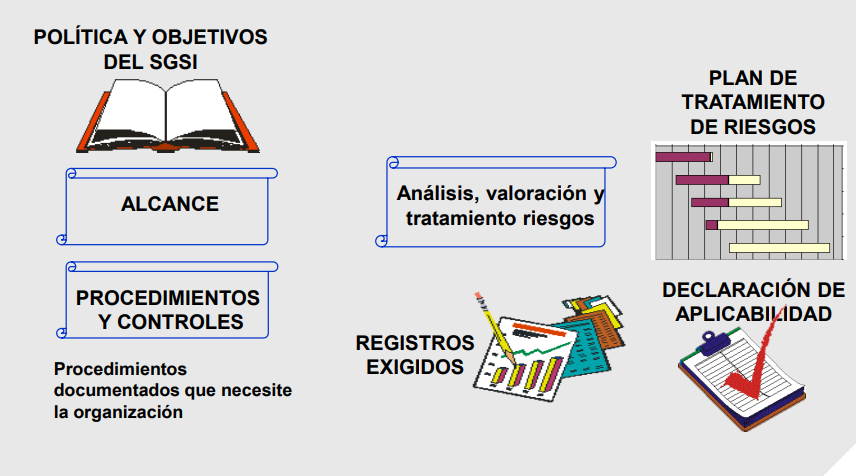 POLÍTICA Y OBJETIVOS
DEL SGSI
ALCANCE
PROCEDIMIENTOS
Y CONTROLES
Procedimientos
documentados que necesite
la organización
Análisis, valoración y
tratamiento riesgos
REGISTROS
EXIGIDOS
PLAN DE
TRATAMIENTO
DE RIESGOS
DECLARACIÓN DE
APLICABILIDAD